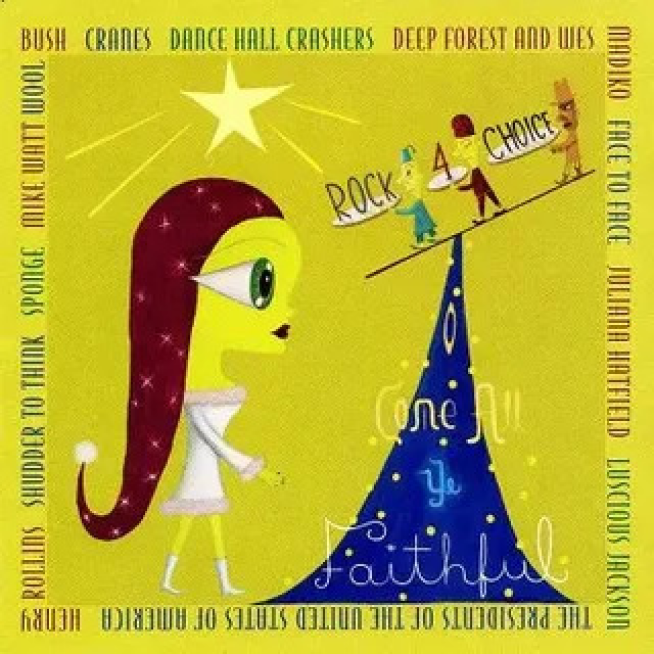 BUSH CRANES DANCE HALL CRASHERS DEEP FOREST AND WES
MADIKO FACE TO FACE JULIANA HATFIELD LUSCIOUS JACKSON
THE PRESIDENTS OF THE UNITED STATES OF AMERICA HENRY
ROLLINS SHUDDER TO THINK SPONGE MIKE WATT WOOL
ROCK 4 CHOICE
O
Come All
Ye
Faithful